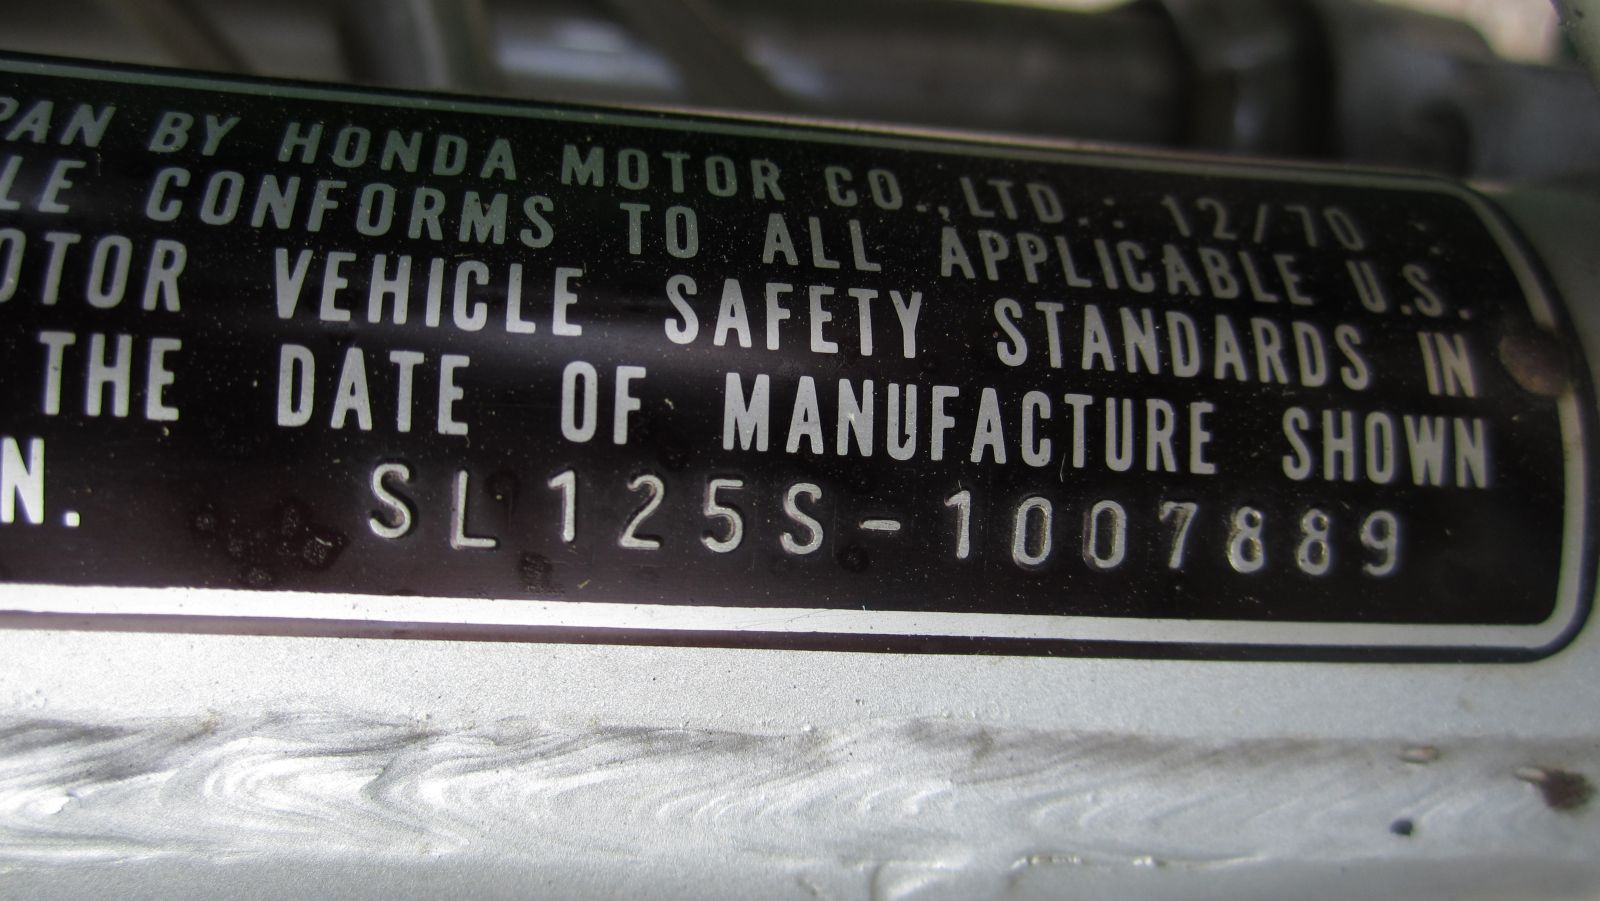 PAN BY HONDA MOTOR CO.,LTD.: 12/70
LE CONFORMS TO ALL APPLICABLE U.S.
OTOR VEHICLE SAFETY STANDARDS IN
THE DATE OF MANUFACTURE SHOWN
N. SL125S-1007889